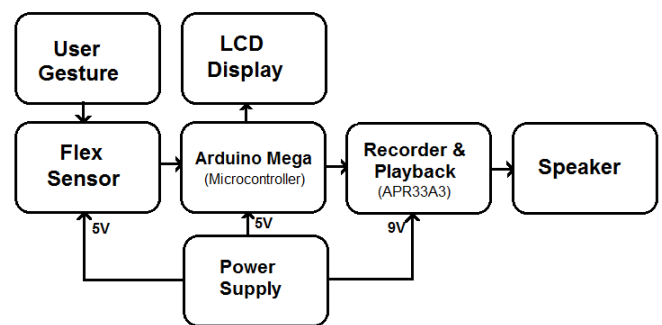 User
Gesture
LCD
Display
Flex
Sensor
Arduino Mega
(Microcontroller)
Recorder &
Playback
(APR33A3)
Speaker
5V
5V
9V
Power
Supply